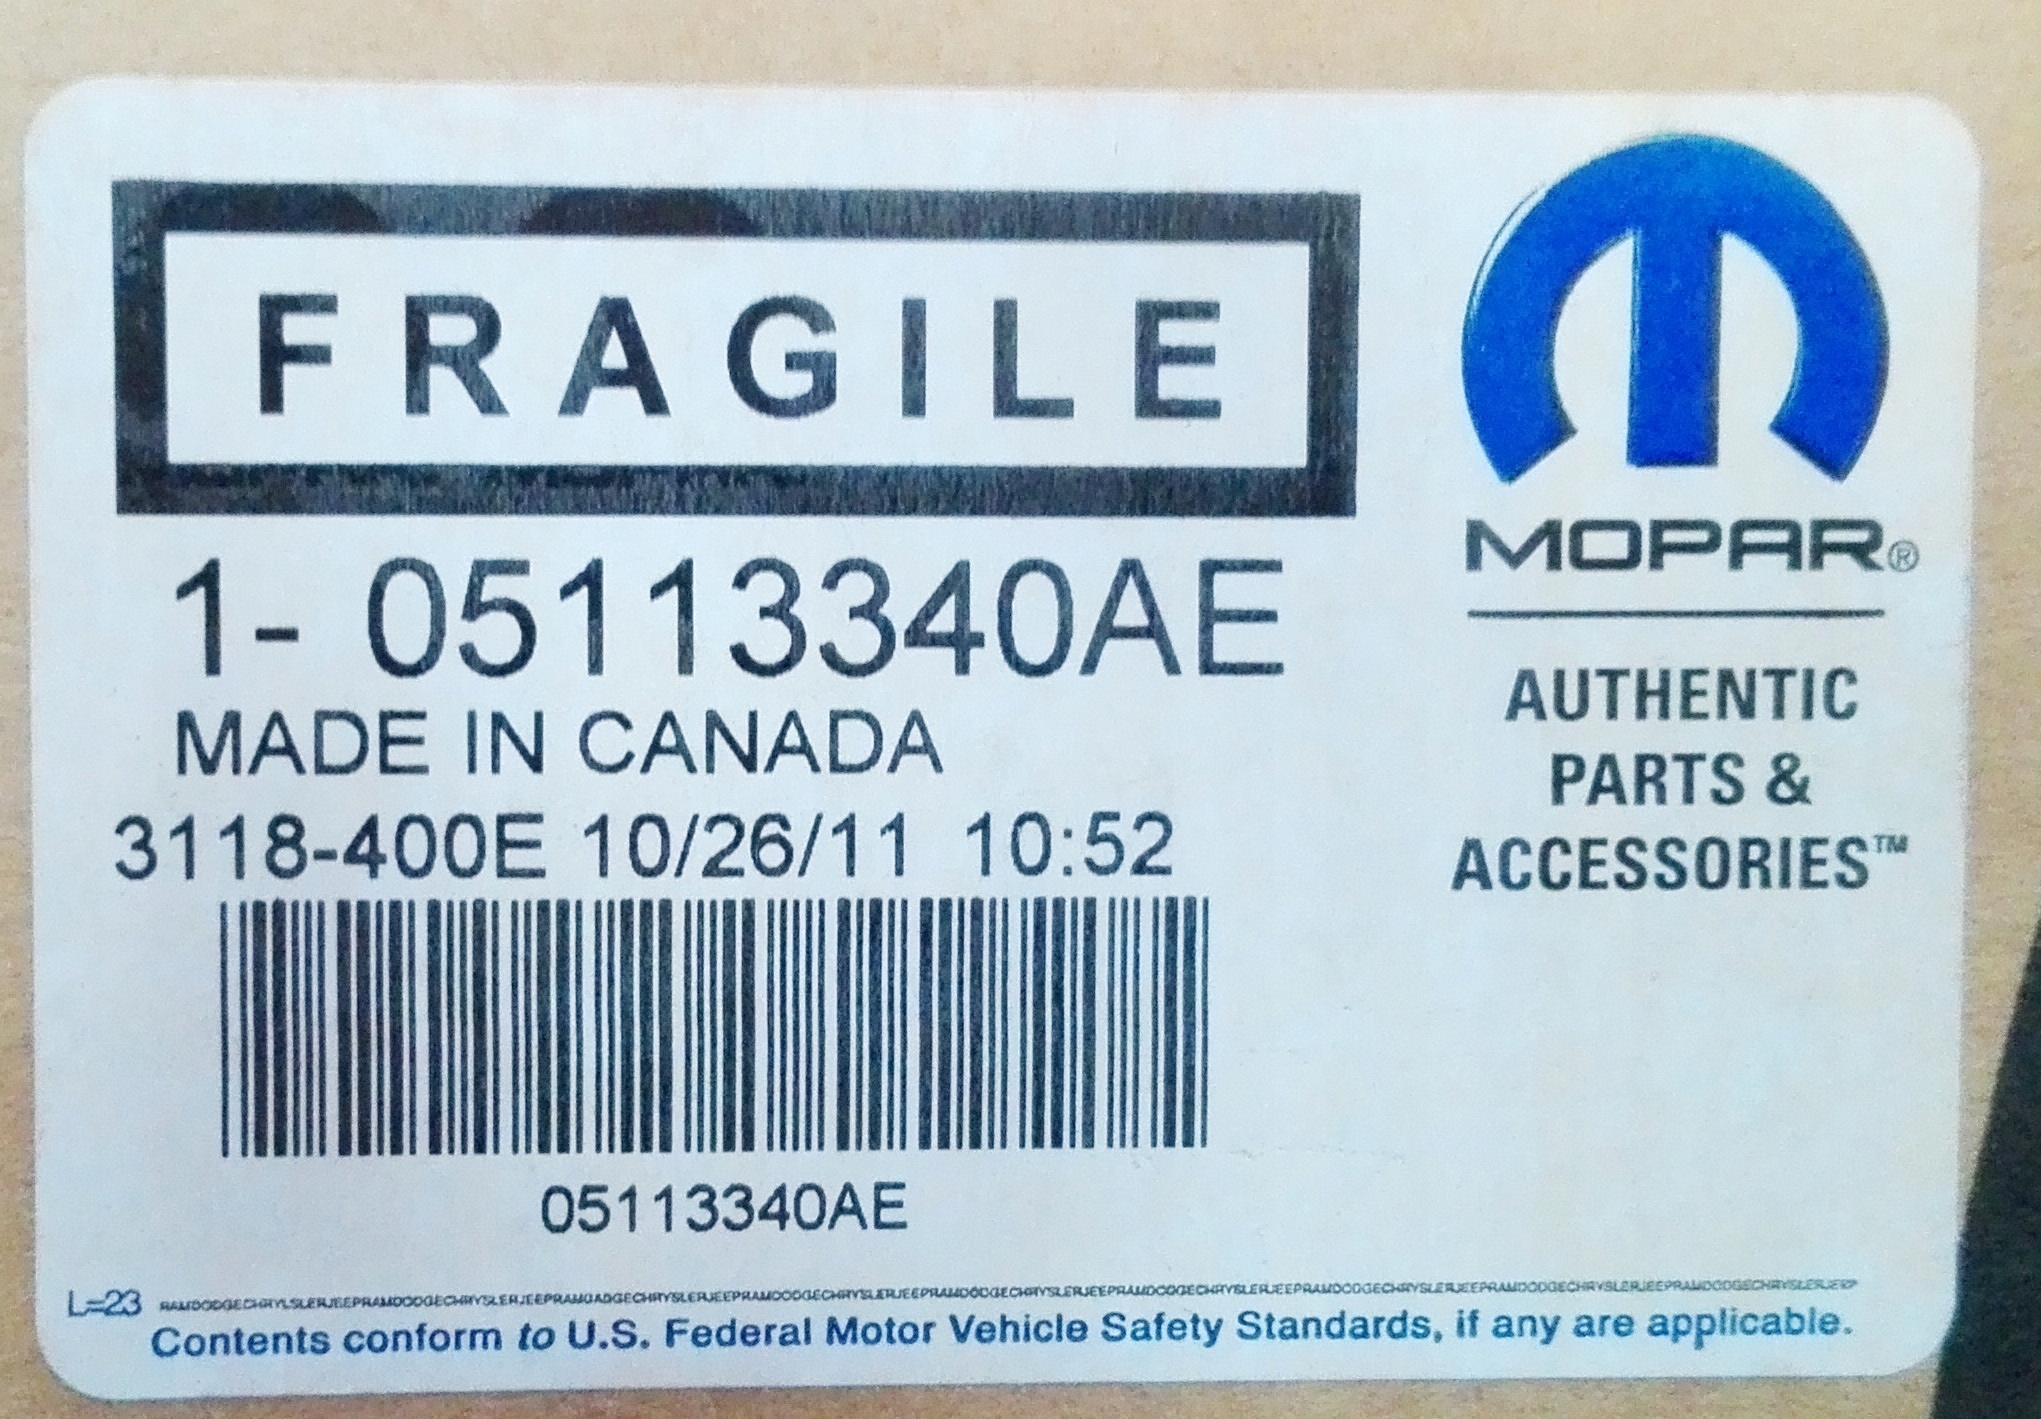 FRAGILE
1- 05113340AE
MADE IN CANADA
3118-400E 10/26/11 10:52
05113340AE
MOPAR®
AUTHENTIC
PARTS &
ACCESSORIES™
L=23
Contents conform to U.S. Federal Motor Vehicle Safety Standards, if any are applicable.